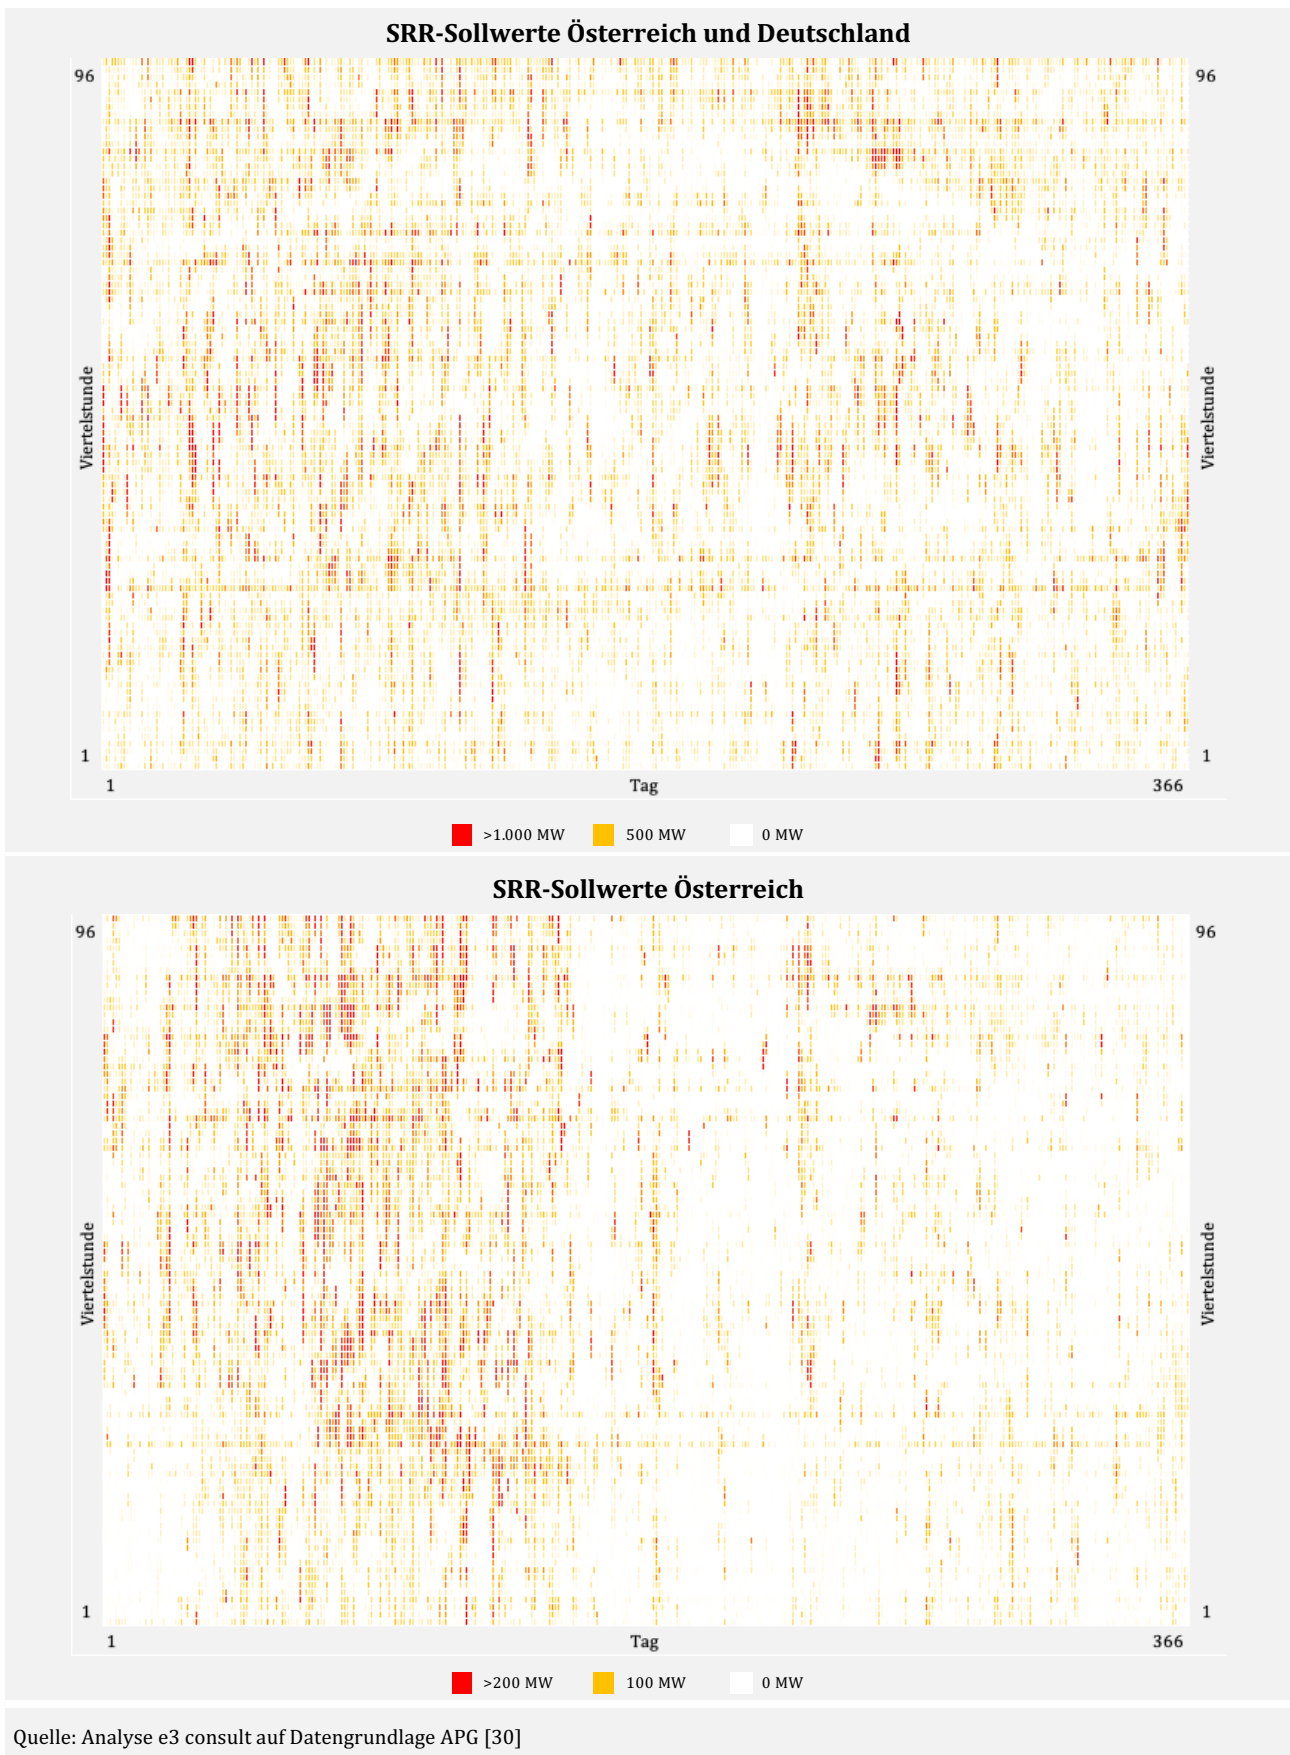 SRR-Sollwerte Österreich und Deutschland
96 96
Viertelstunde Viertelstunde
1 1
1 Tag 366
>1.000 MW 500 MW 0 MW
SRR-Sollwerte Österreich
96 96
Viertelstunde Viertelstunde
1 1
1 Tag 366
>200 MW 100 MW 0 MW
Quelle: Analyse e3 consult auf Datengrundlage APG [30]